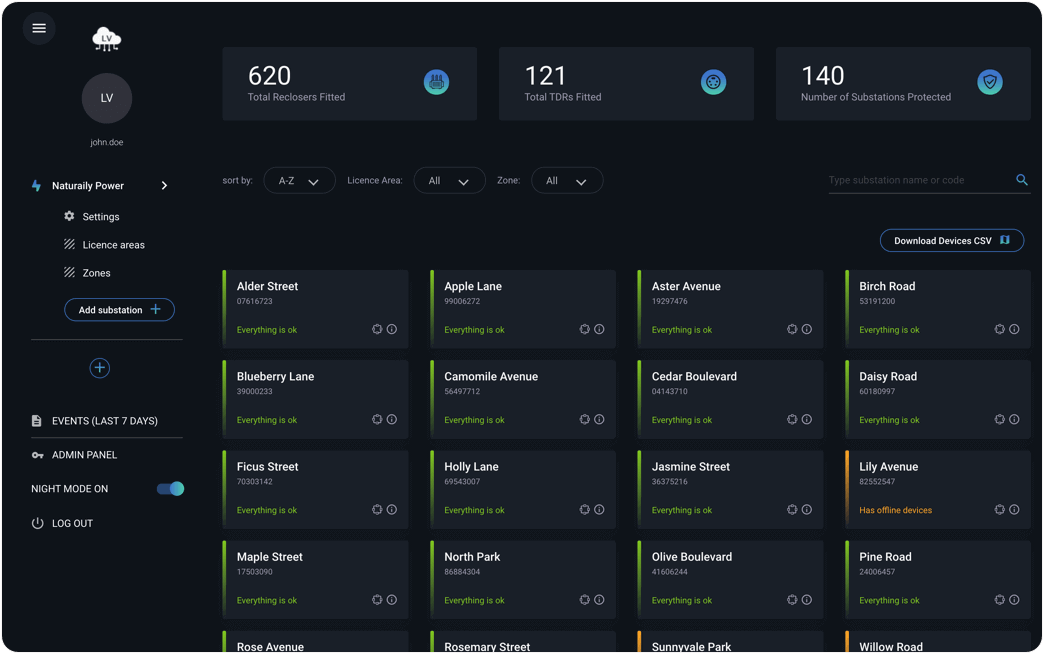 LV
LV
john.doe
Naturaily Power
Settings
Licence areas
Zones
Add substation
EVENTS (LAST 7 DAYS)
ADMIN PANEL
NIGHT MODE ON
LOG OUT
620
Total Reclosers Fitted
121
Total TDRs Fitted
140
Number of Substations Protected
sort by: A-Z Licence Area: All Zone: All
Type substation name or code
Download Devices CSV
Alder Street
07616723
Everything is ok
Apple Lane
99006272
Everything is ok
Aster Avenue
19297476
Everything is ok
Birch Road
53191200
Everything is ok
Blueberry Lane
39000233
Everything is ok
Camomile Avenue
56497712
Everything is ok
Cedar Boulevard
04143710
Everything is ok
Daisy Road
60180997
Everything is ok
Ficus Street
70303142
Everything is ok
Holly Lane
69543007
Everything is ok
Jasmine Street
36375216
Everything is ok
Lily Avenue
82552547
Has offline devices
Maple Street
17503090
Everything is ok
North Park
86884304
Everything is ok
Olive Boulevard
41606244
Everything is ok
Pine Road
24006457
Everything is ok
Rose Avenue
Rosemary Street
Sunnyvale Park
Willow Road